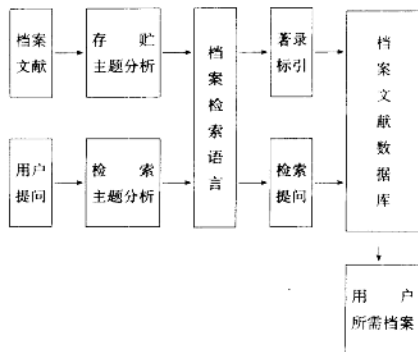 档案
文献
存贮
主题分析
档案检索语言
著录
标引
档案文献数据库
用户
提问
检索
主题分析
检索
提问
用户
所需档案